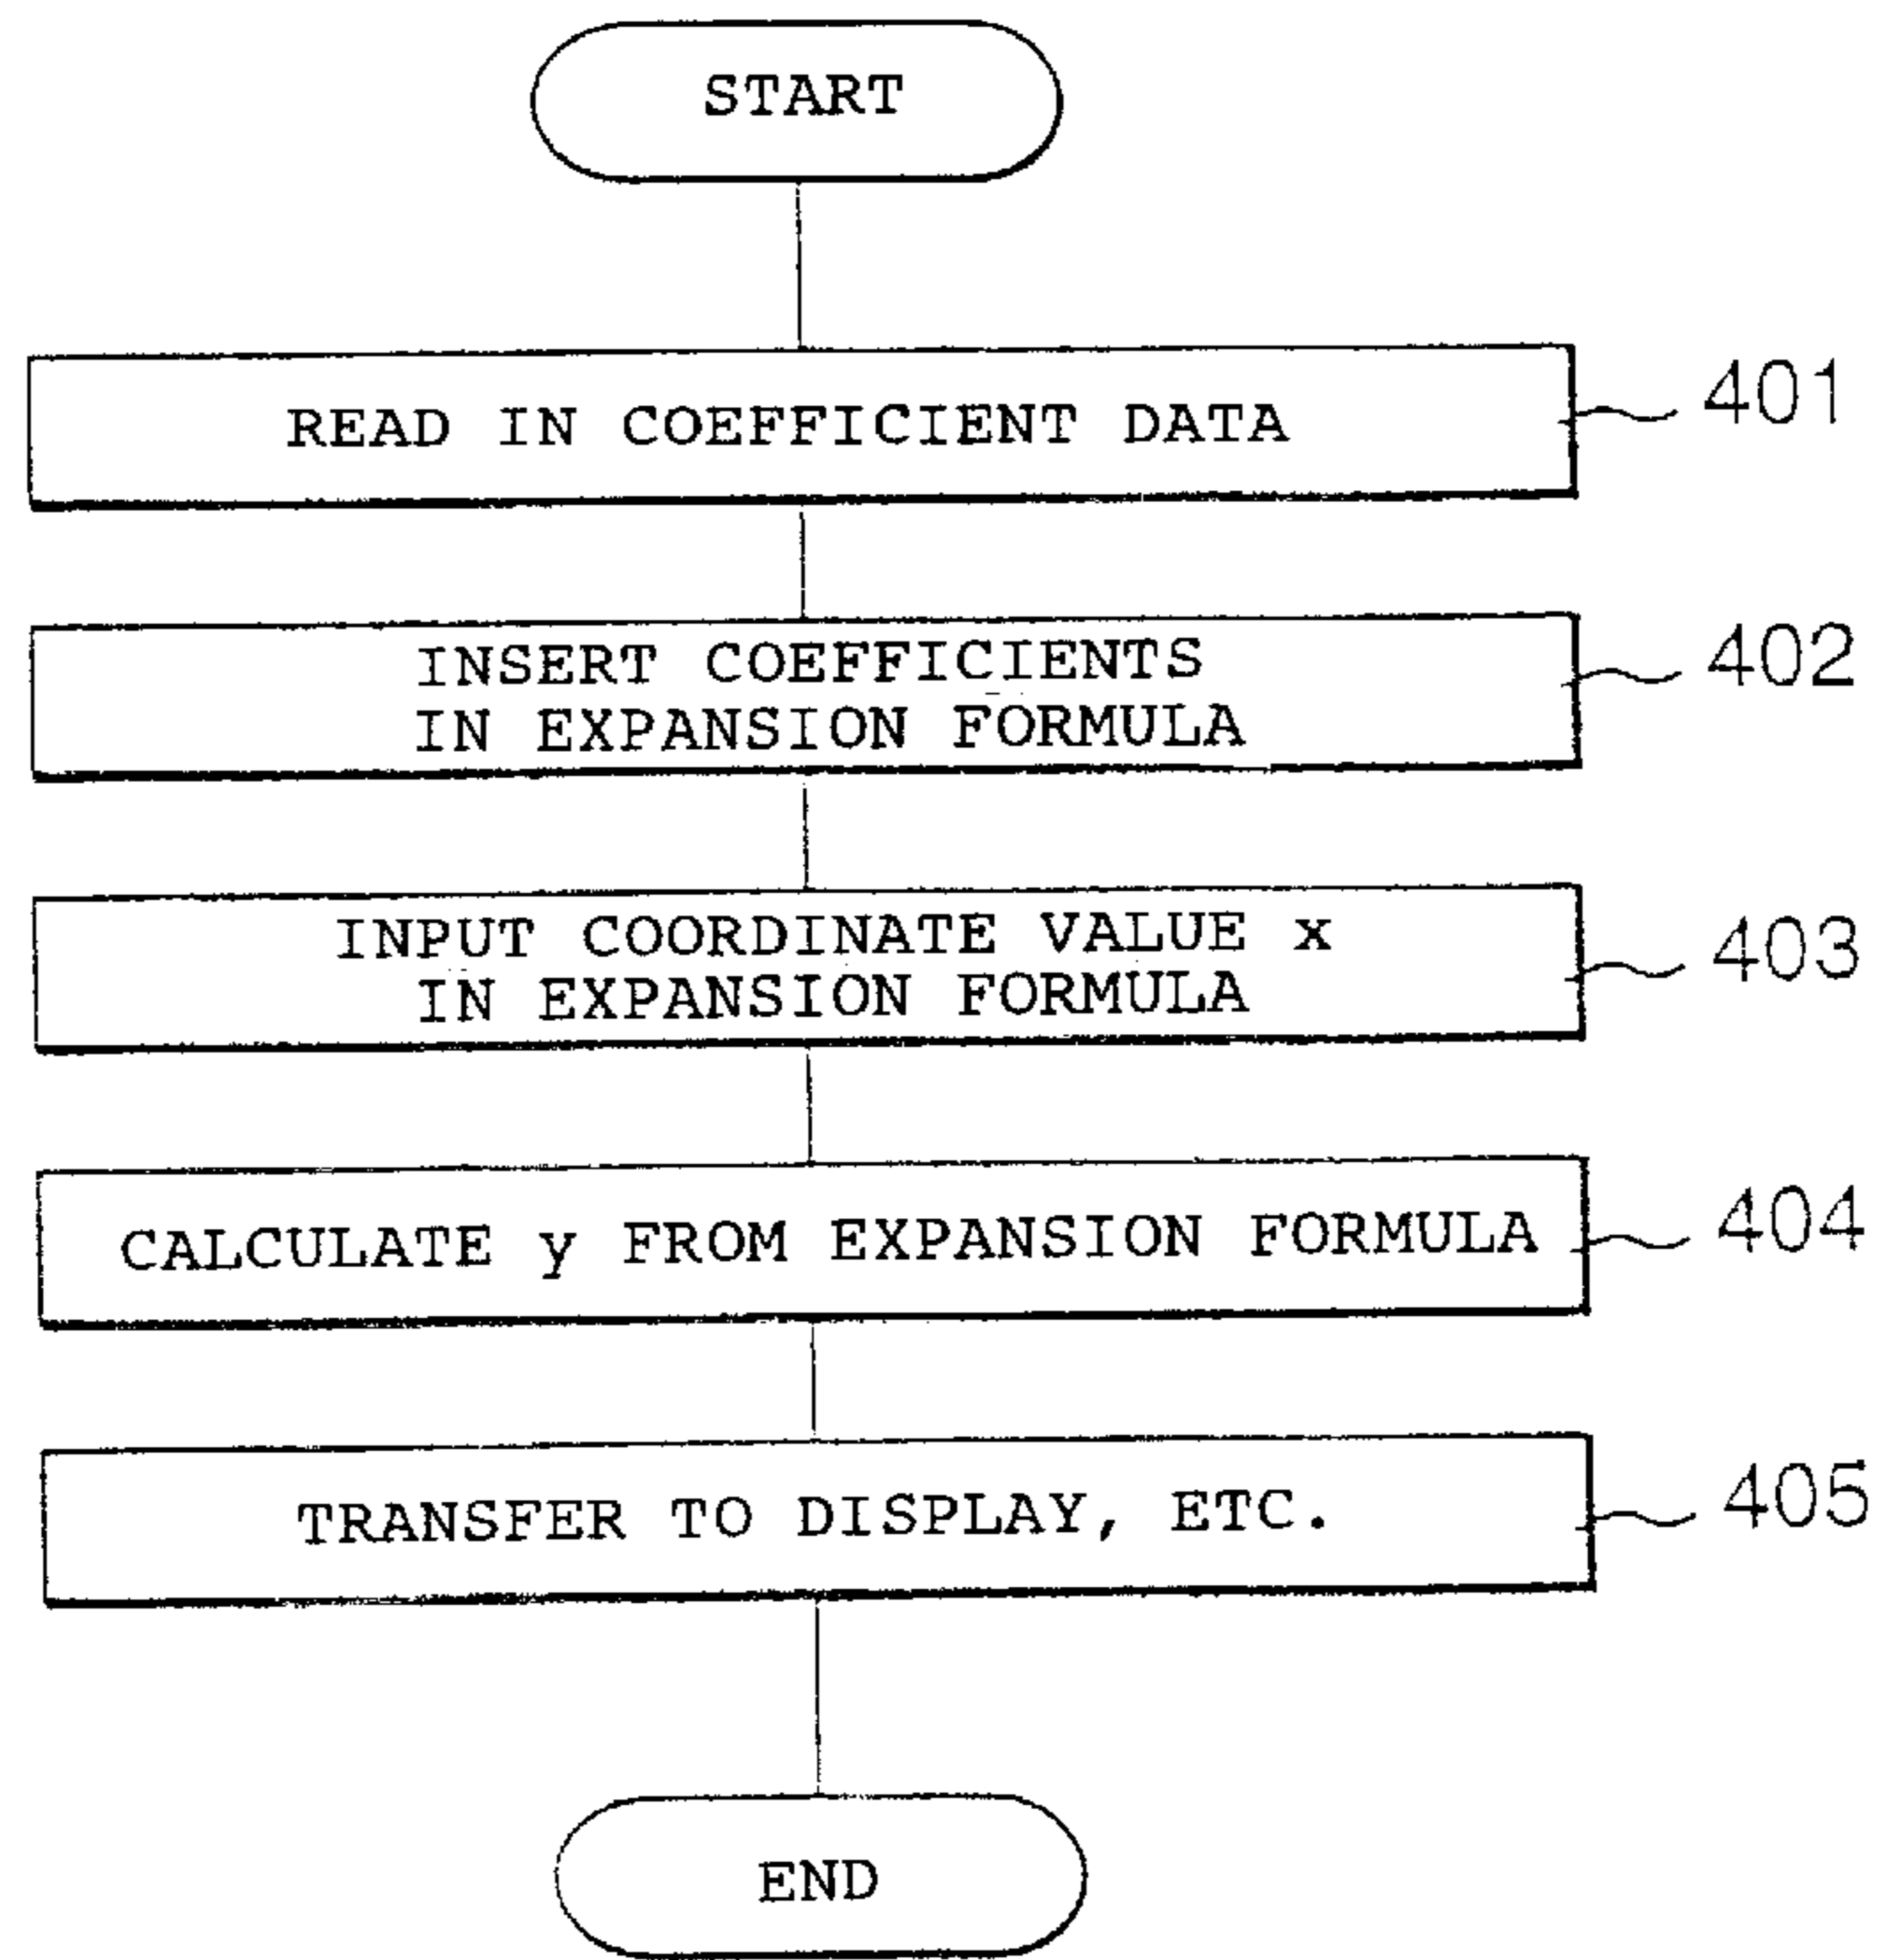 START
READ IN COEFFICIENT DATA
401
INSERT COEFFICIENTS
IN EXPANSION FORMULA
402
INPUT COORDINATE VALUE x
IN EXPANSION FORMULA
403
CALCULATE y FROM EXPANSION FORMULA
404
TRANSFER TO DISPLAY, ETC.
405
END